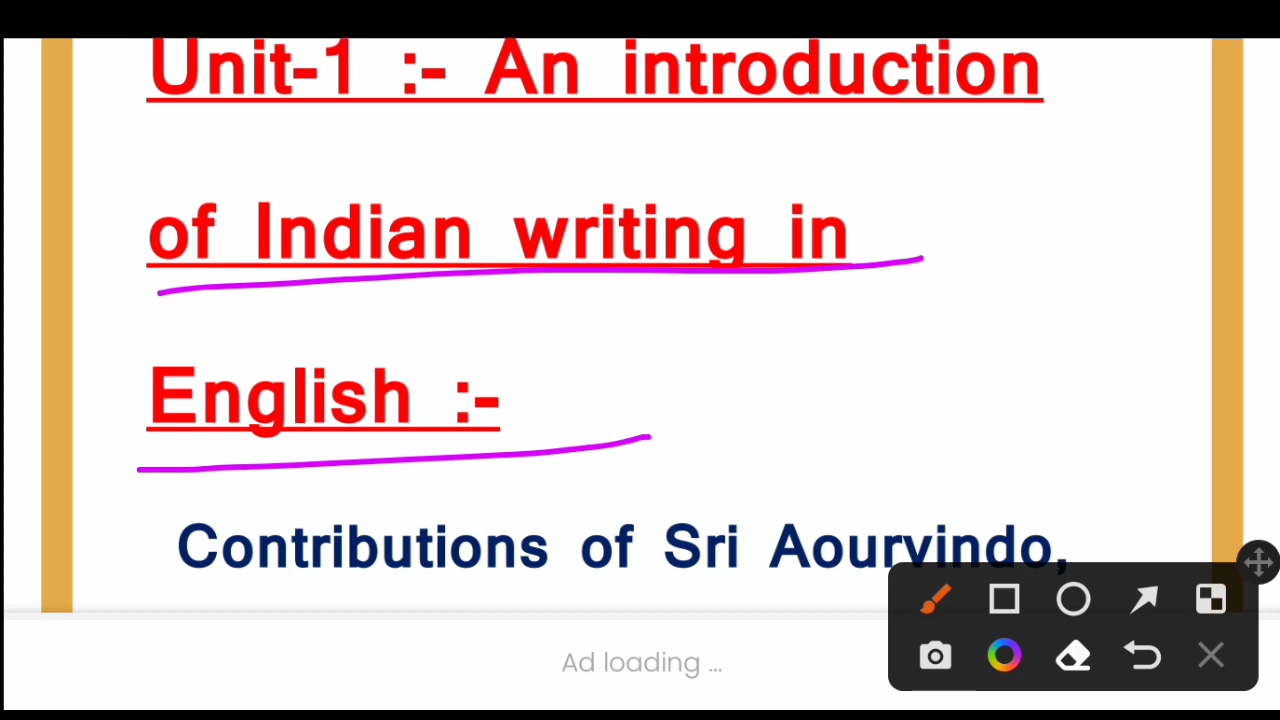 Unit-1 :- An introduction
of Indian writing in
English :-
Contributions of Sri Aourvindo,
Ad loading ...